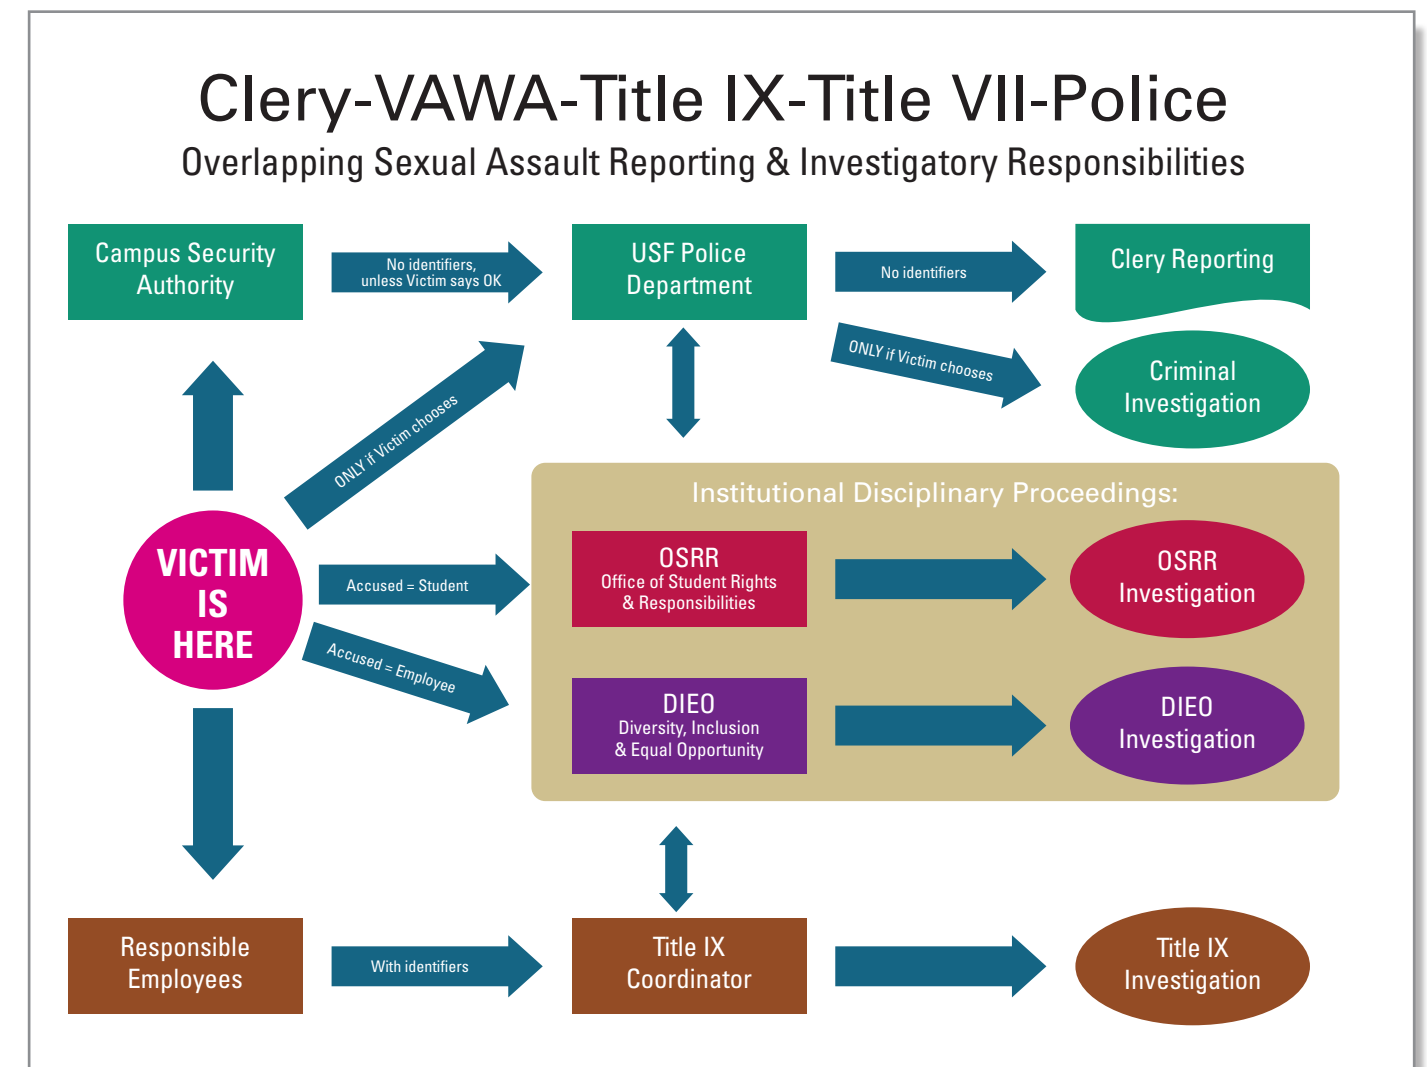 Clery-VAWA-Title IX-Title VII-Police
Overlapping Sexual Assault Reporting & Investigatory Responsibilities
Campus Security
Authority
No identifiers,
unless Victim says OK
USF Police
Department
No identifiers
Clery Reporting
ONLY if Victim chooses
Criminal
Investigation
ONLY if Victim chooses
Institutional Disciplinary Proceedings:
VICTIM
IS
HERE
Accused = Student
OSRR
Office of Student Rights
& Responsibilities
OSRR
Investigation
Accused = Employee
DIEO
Diversity, Inclusion
& Equal Opportunity
DIEO
Investigation
Responsible
Employees
With identifiers
Title IX
Coordinator
Title IX
Investigation